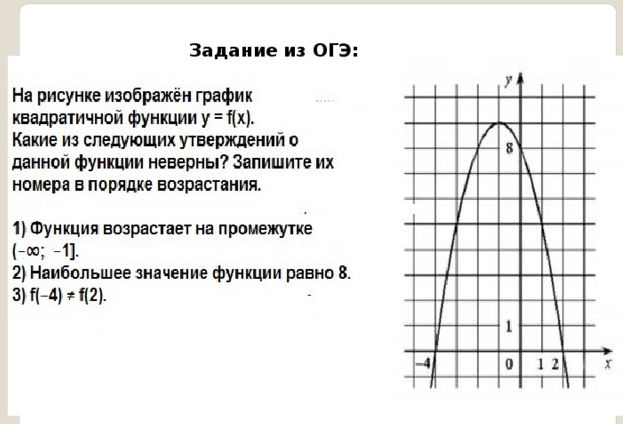 Задание из ОГЭ:
На рисунке изображён график
квадратичной функции y = f(x).
Какие из следующих утверждений о
данной функции неверны? Запишите их
номера в порядке возрастания.
1) Функция возрастает на промежутке
(−∞; −1].
2) Наибольшее значение функции равно 8.
3) f(−4) ≠ f(2).
y
8
1
−4 0 1 2 x